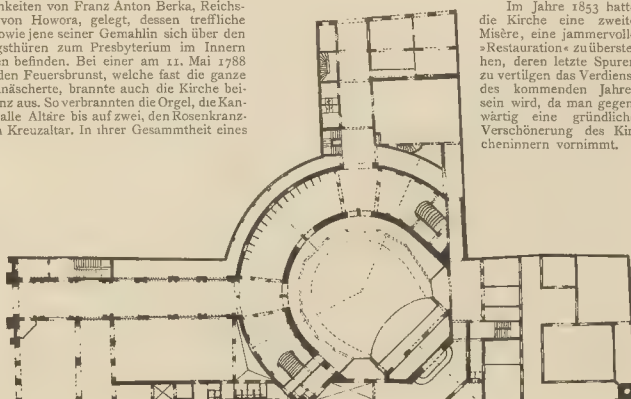 hkeiten von Franz Anton Berka, Reichs-
von Howora, gelegt, dessen treffliche
owie jene seiner Gemahlin sich über den
gsthüren zum Presbyterium im Innern
en befinden. Bei einer am 11. Mai 1788
den Feuersbrunst, welche fast die ganze
näscherte, brannte auch die Kirche bei-
nz aus. So verbrannten die Orgel, die Kan-
alle Altäre bis auf zwei, den Rosenkranz-
n Kreuzaltar. In ihrer Gesammtheit eines
Im Jahre 1853 hatt
die Kirche eine zweit
Misère, eine jammervoll
»Restauration« zu überste
hen, deren letzte Spuren
zu vertilgen das Verdiens
des kommenden Jahre
sein wird, da man gegen
wärtig eine gründlich
Verschönerung des Kir
cheninnern vornimmt.